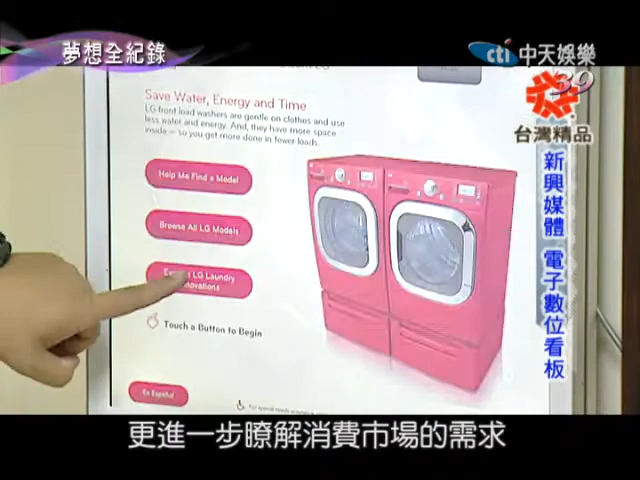 夢想全紀錄
cti 中天娛樂
39
台灣精品
新興媒體 電子數位看板
Save Water, Energy and Time
LG front load washers are gentle on clothes and use
less water and energy. And, they have more space
inside – so you get more done in fewer loads.
Help Me Find a Model
Browse All LG Models
LG Laundry
Touch a Button to Begin
En Español
For special needs
更進一步瞭解消費市場的需求